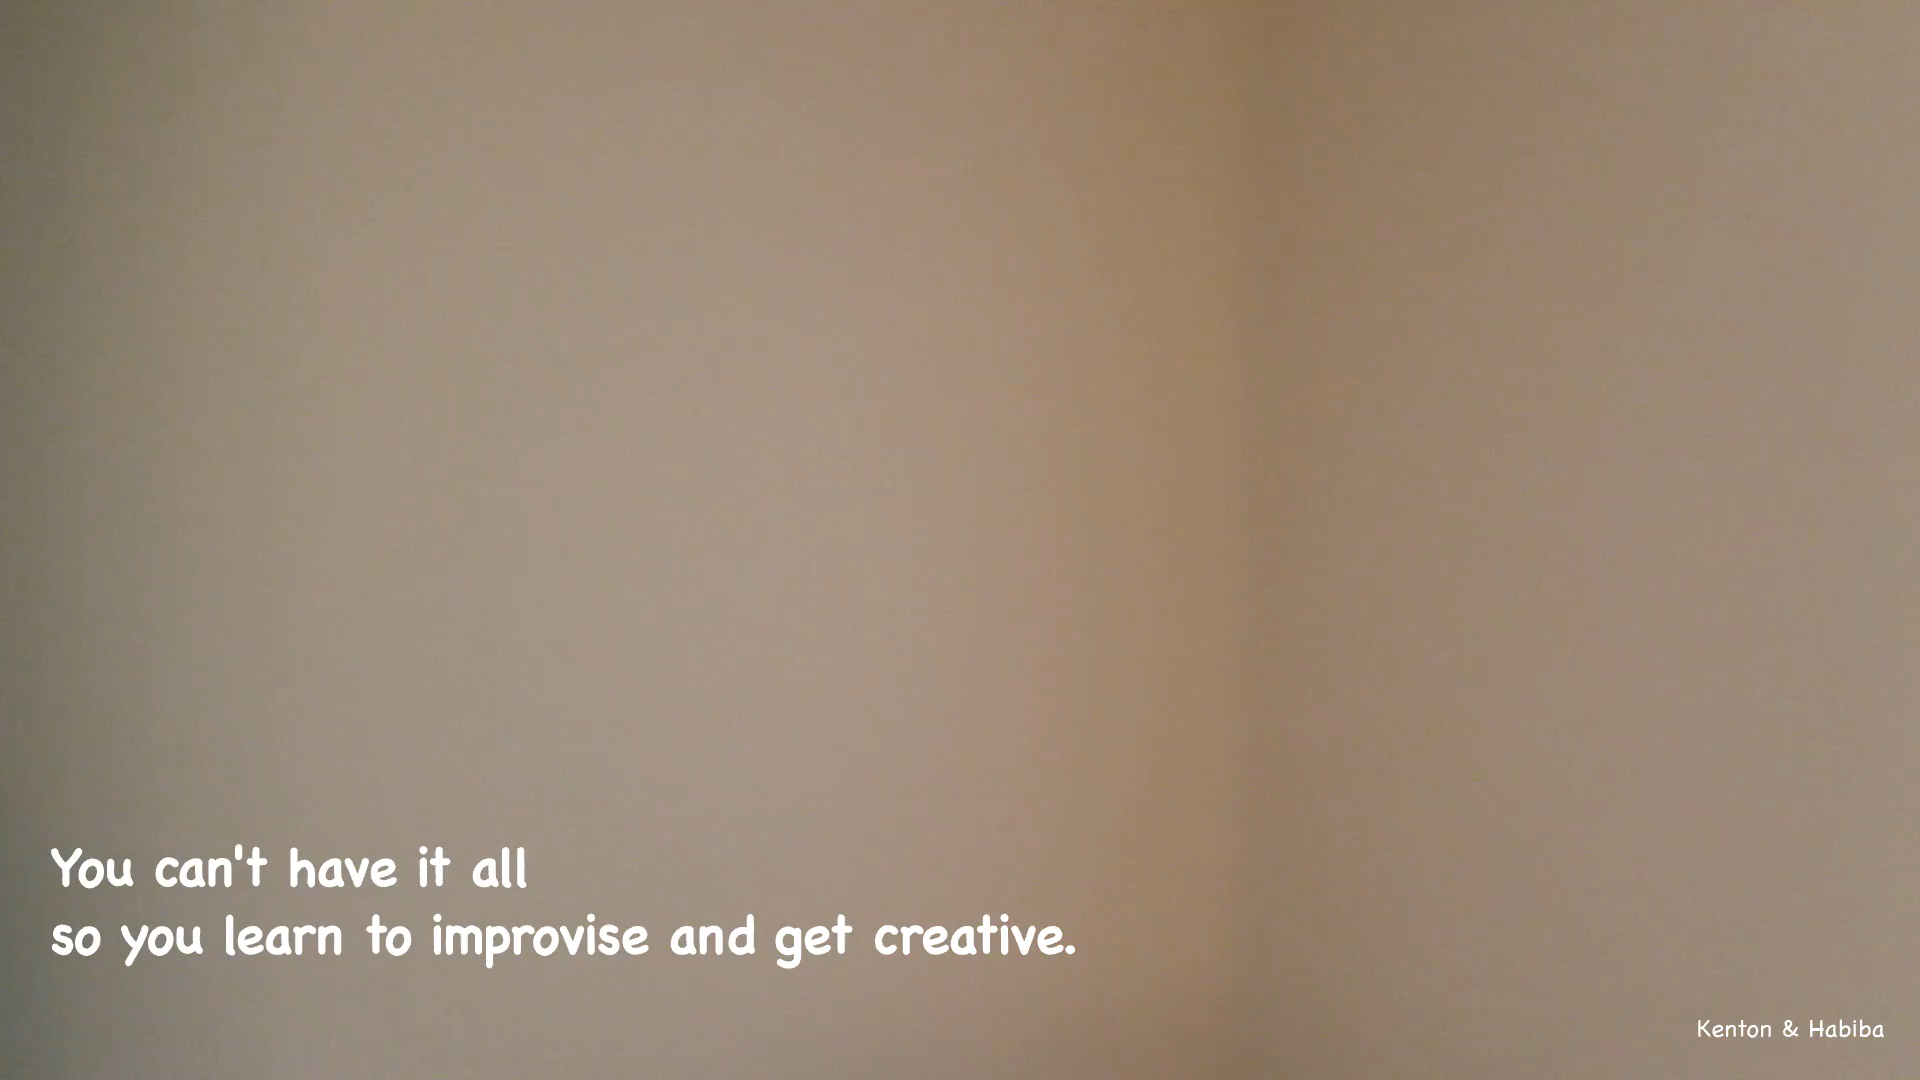 You can't have it all
so you learn to improvise and get creative.
Kenton & Habiba